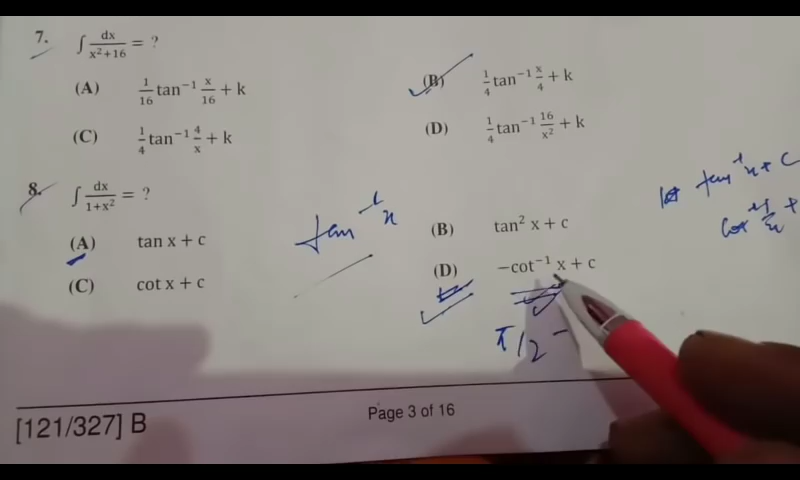 7. ∫ dx/(x²+16) = ?
(A) 1/16 tan⁻¹ x/16 + k
(B) 1/4 tan⁻¹ x/4 + k
(C) 1/4 tan⁻¹ 4/x + k
(D) 1/4 tan⁻¹ 16/x² + k
8. ∫ dx/(1+x²) = ?
tan⁻¹ x
tan⁻¹ x + C
cot⁻¹
(A) tan x + c
(B) tan² x + c
(C) cot x + c
(D) −cot⁻¹ x + c
π/2 −
[121/327] B
Page 3 of 16